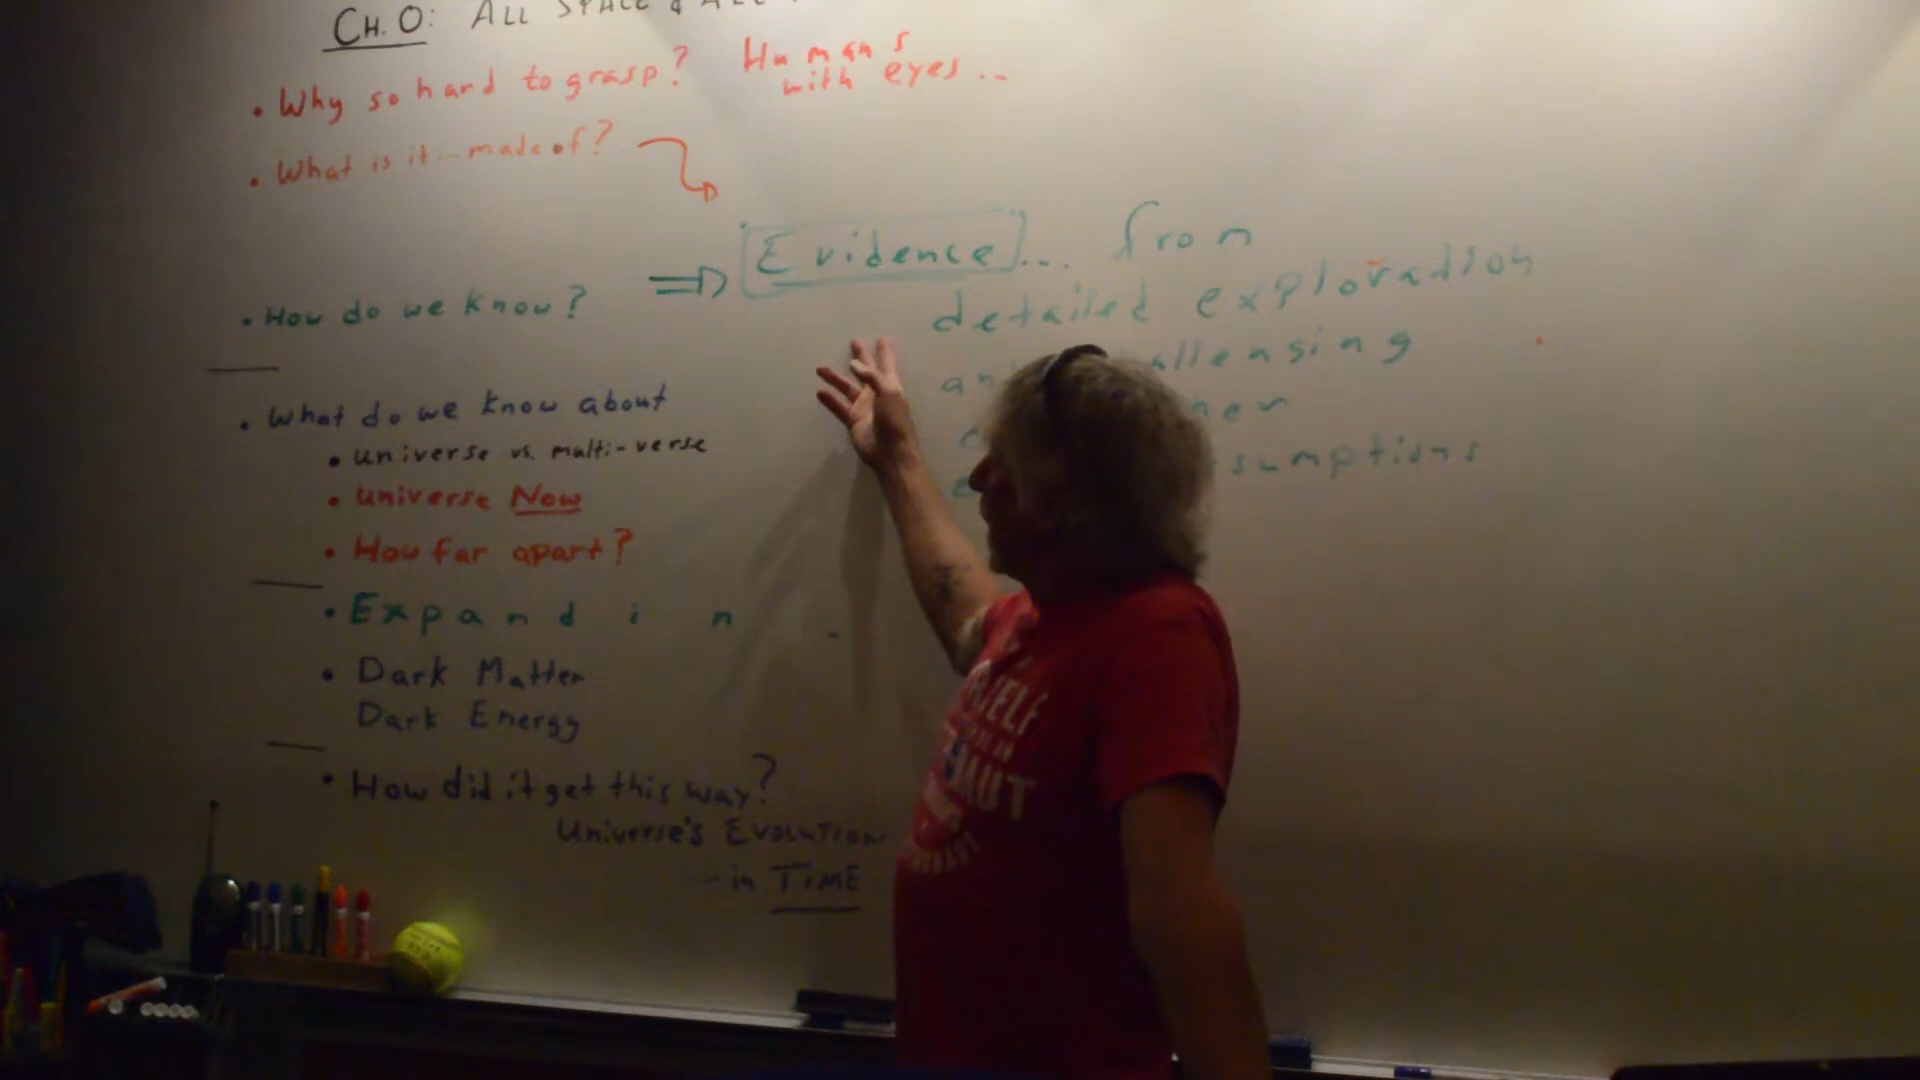 CH. 0: ALL SPACE & ALL
• Why so hard to grasp? Humans
with eyes...
• What is it... made of?
⇒ Evidence... from
• How do we know?
detailed exploration
• What do we know about
• universe vs. multi-verse
• universe Now
• How far apart?
• Expandin
• Dark Matter
Dark Energy
• How did it get this way?
Universe's EVOLUTION
- in TIME